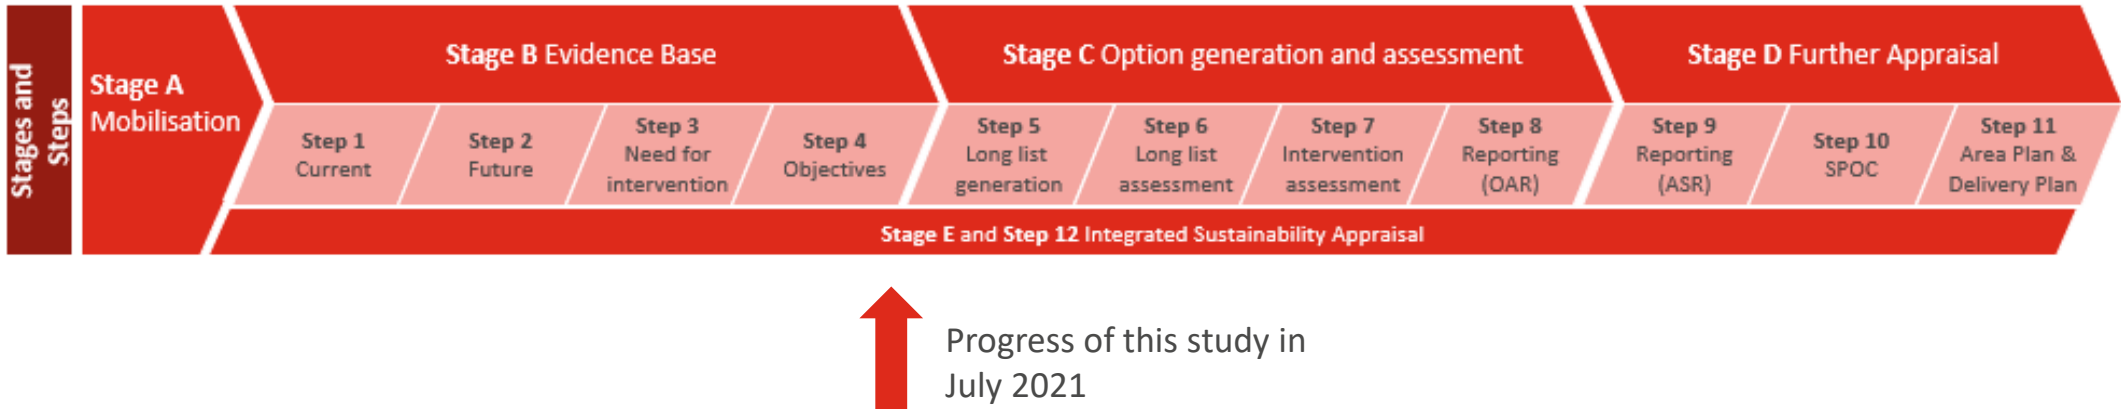 Stages and
Steps
Stage A
Mobilisation
Stage B Evidence Base
Step 1
Current
Step 2
Future
Step 3
Need for
intervention
Step 4
Objectives
Stage C Option generation and assessment
Step 5
Long list
generation
Step 6
Long list
assessment
Step 7
Intervention
assessment
Step 8
Reporting
(OAR)
Stage D Further Appraisal
Step 9
Reporting
(ASR)
Step 10
SPOC
Step 11
Area Plan &
Delivery Plan
Stage E and Step 12 Integrated Sustainability Appraisal
Progress of this study in
July 2021